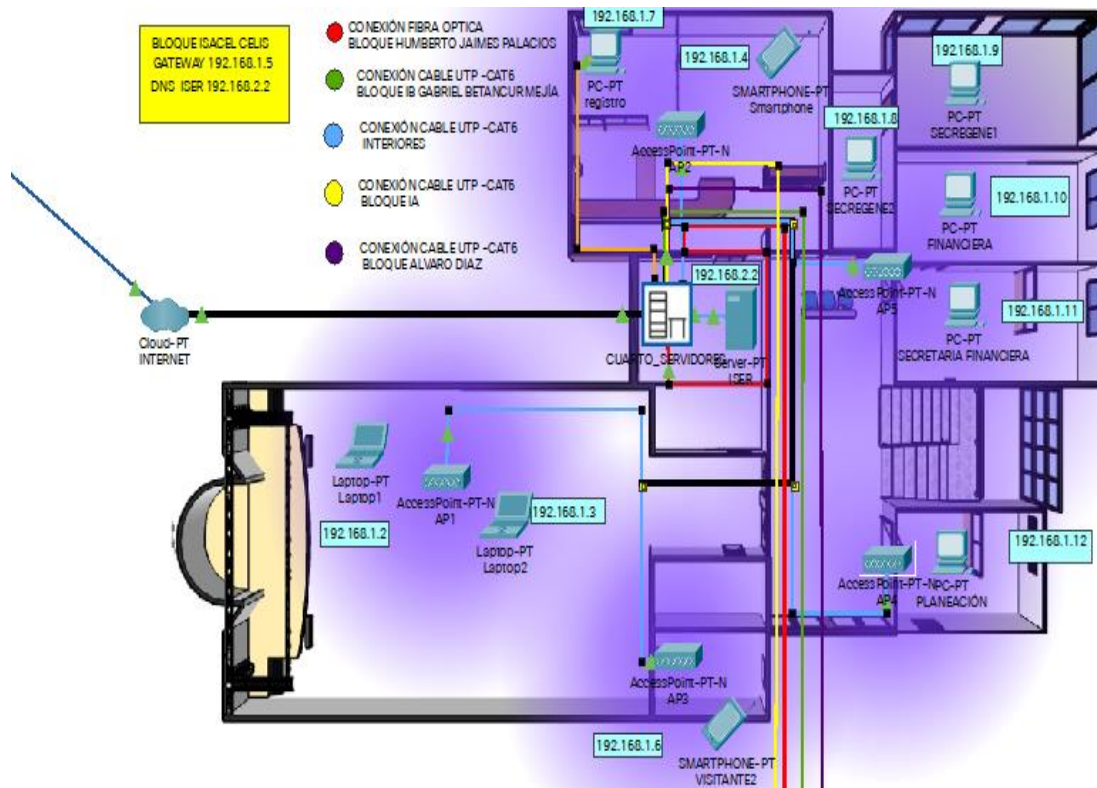 BLOQUE ISACEL CELIS
GATEWAY 192.168.1.5
DNS ISER 192.168.2.2
CONEXIÓN FIBRA OPTICA
BLOQUE HUMBERTO JAIMES PALACIOS
CONEXIÓN CABLE UTP -CAT6
BLOQUE IB GABRIEL BETANCUR MEJÍA
CONEXIÓN CABLE UTP -CAT6
INTERIORES
CONEXIÓN CABLE UTP -CAT6
BLOQUE IA
CONEXIÓN CABLE UTP -CAT6
BLOQUE ALVARO DIAZ
192.168.1.7
PC-PT
registro
192.168.1.4
SMARTPHONE-PT
Smartphone
AccessPoint-PT-N
AP2
192.168.1.9
PC-PT
SECREGENE1
192.168.1.8
PC-PT
SECREGENE2
192.168.1.10
PC-PT
FINANCIERA
192.168.2.2
AccessPoint-PT-N
AP5
192.168.1.11
PC-PT
SECRETARIA FINANCIERA
Cloud-PT
INTERNET
CUARTO_SERVIDORES
Server-PT
ISER
Laptop-PT
Laptop1
AccessPoint-PT-N
AP1
192.168.1.2
192.168.1.3
Laptop-PT
Laptop2
192.168.1.12
AccessPoint-PT-N
AP4
PC-PT
PLANEACIÓN
AccessPoint-PT-N
AP3
192.168.1.6
SMARTPHONE-PT
VISITANTE2